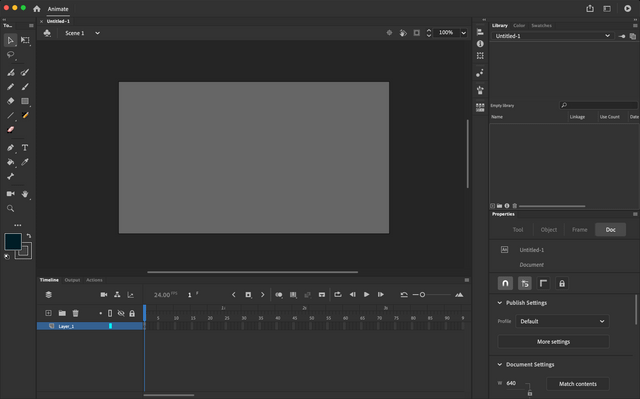 Animate
Untitled-1
To...
Scene 1
100%
Library Color Swatches
Untitled-1
Empty library
Name Linkage Use Count Date
Properties
Tool Object Frame Doc
Untitled-1
Document
Publish Settings
Profile Default
More settings
Document Settings
W 640
Match contents
Timeline Output Actions
24.00 FPS 1 F
1s 2s 3s
5 10 15 20 25 30 35 40 45 50 55 60 65 70 75 80 85 90 9
Layer_1